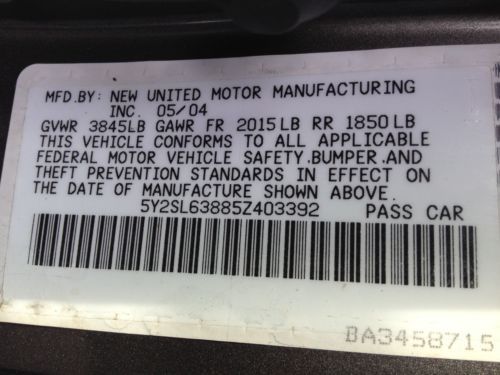 MFD.BY: NEW UNITED MOTOR MANUFACTURING
INC. 05/04
GVWR 3845LB GAWR FR 2015LB RR 1850LB
THIS VEHICLE CONFORMS TO ALL APPLICABLE
FEDERAL MOTOR VEHICLE SAFETY.BUMPER.AND
THEFT PREVENTION STANDARDS IN EFFECT ON
THE DATE OF MANUFACTURE SHOWN ABOVE.
5Y2SL63885Z403392 PASS CAR
BA3458715